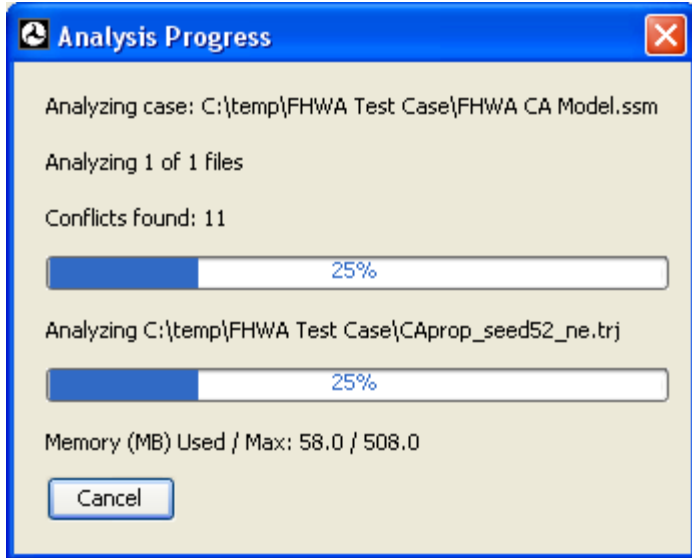 Analysis Progress
Analyzing case: C:\temp\FHWA Test Case\FHWA CA Model.ssm
Analyzing 1 of 1 files
Conflicts found: 11
25%
Analyzing C:\temp\FHWA Test Case\CAprop_seed52_ne.trj
25%
Memory (MB) Used / Max: 58.0 / 508.0
Cancel